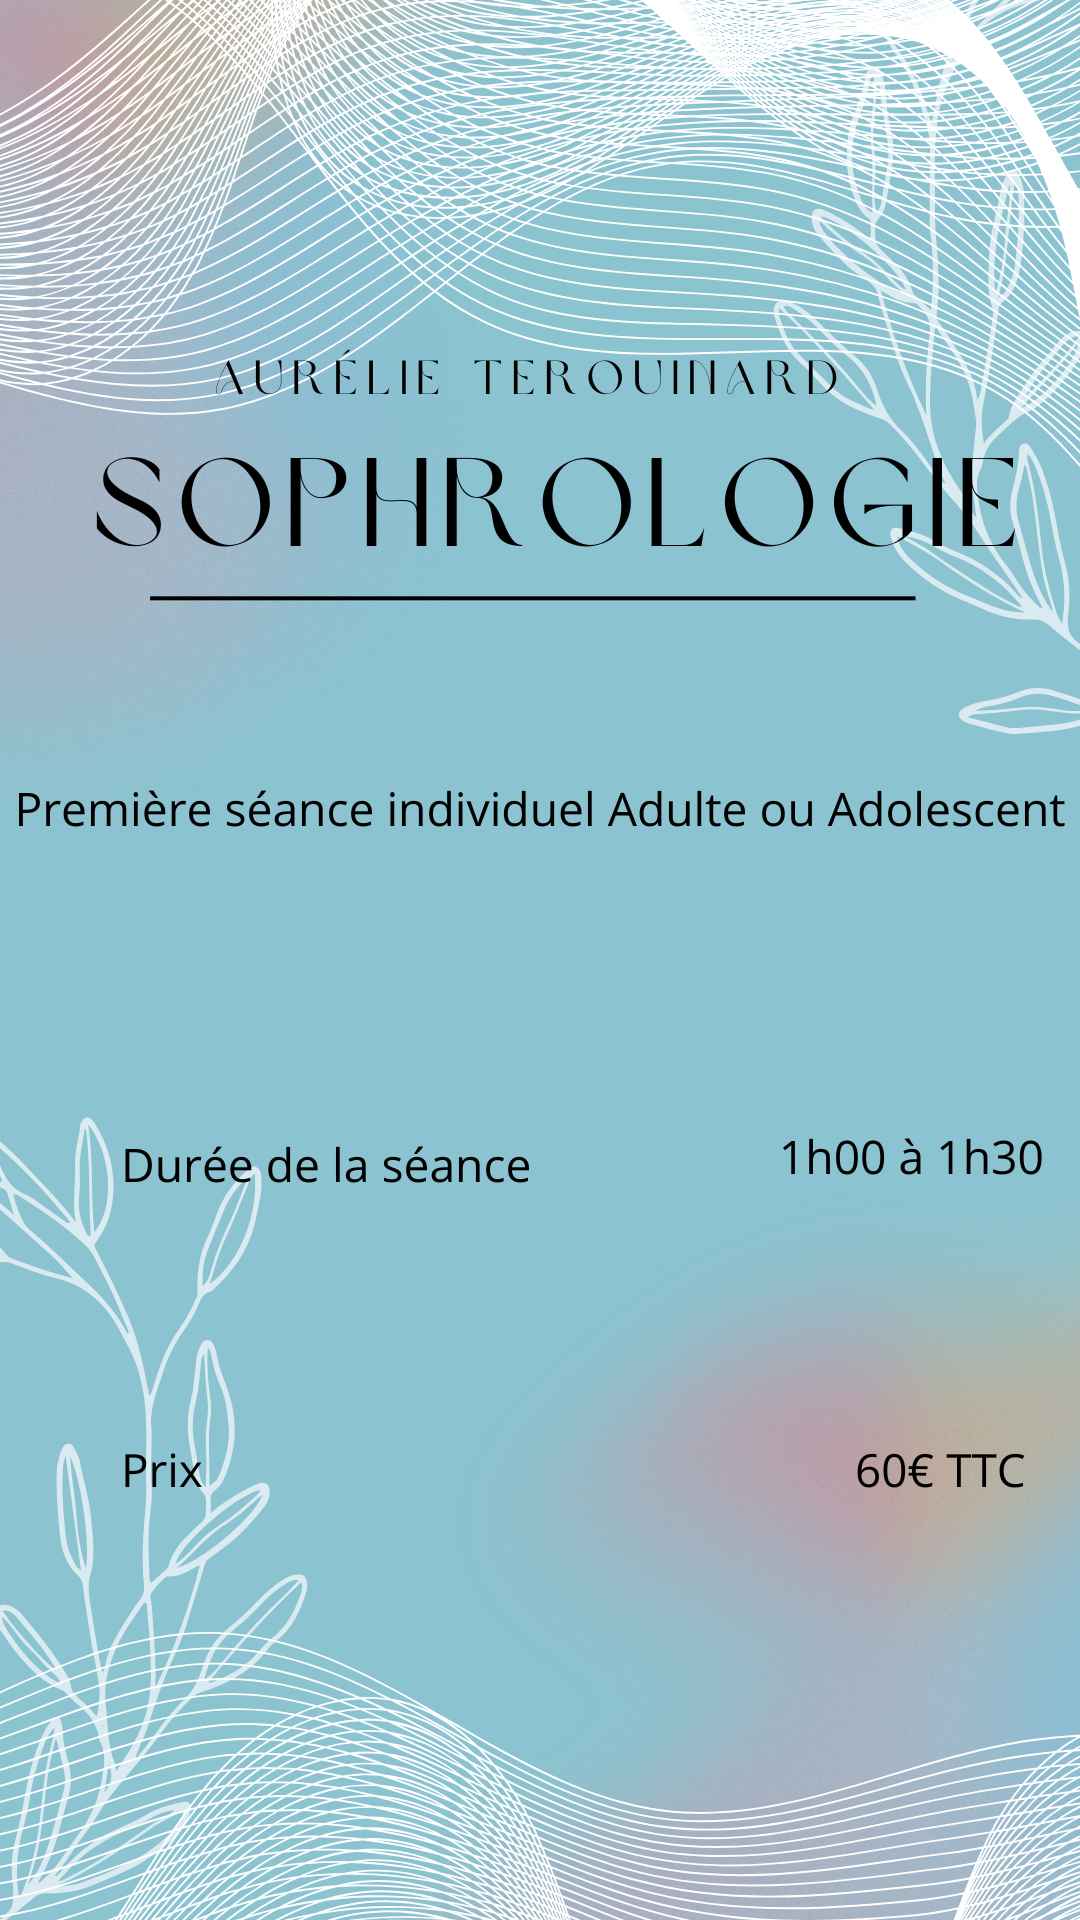 AURÉLIE TEROUINARD
SOPHROLOGIE
Première séance individuel Adulte ou Adolescent
Durée de la séance 1h00 à 1h30
Prix 60€ TTC